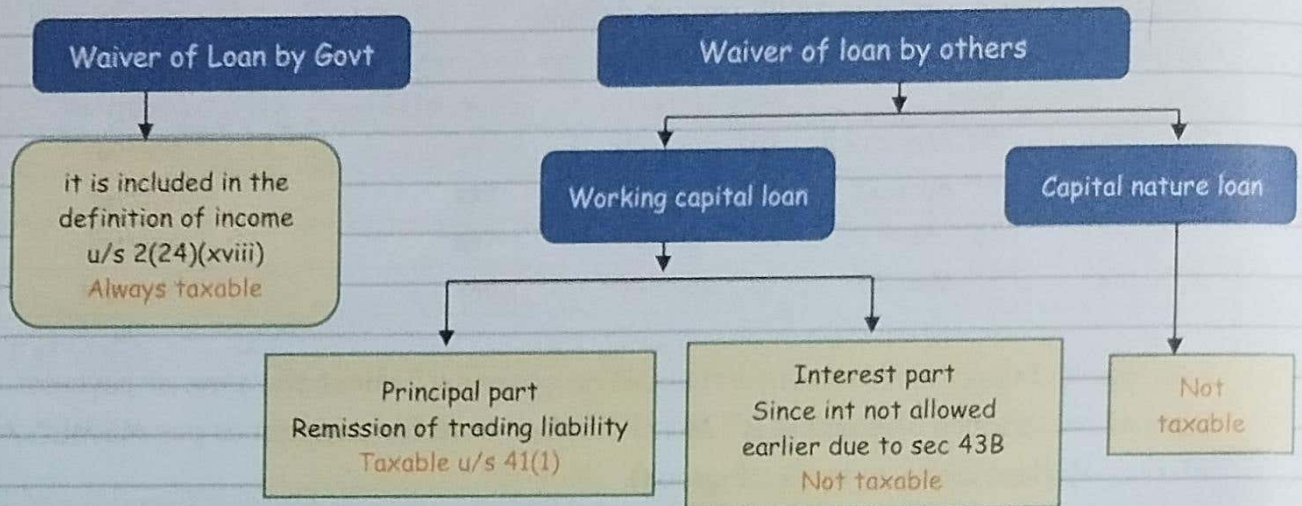 Waiver of Loan by Govt
it is included in the
definition of income
u/s 2(24)(xviii)
Always taxable
Waiver of loan by others
Working capital loan
Capital nature loan
Principal part
Remission of trading liability
Taxable u/s 41(1)
Interest part
Since int not allowed
earlier due to sec 43B
Not taxable
Not
taxable